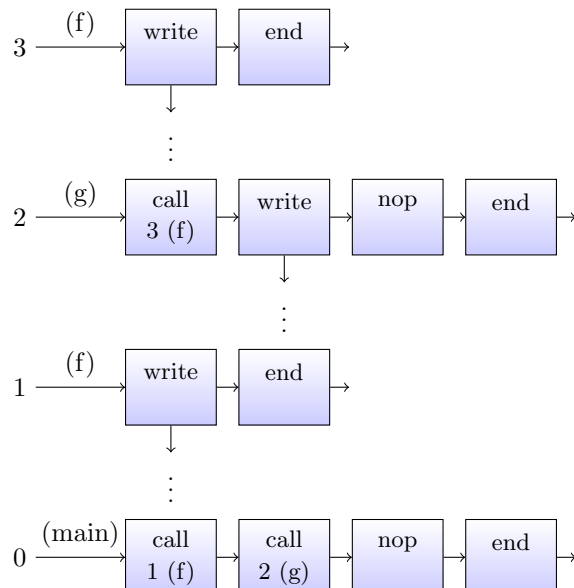 (f)
3 write end
⋮
(g)
2 call 3 (f) write nop end
⋮
(f)
1 write end
⋮
(main)
0 call 1 (f) call 2 (g) nop end